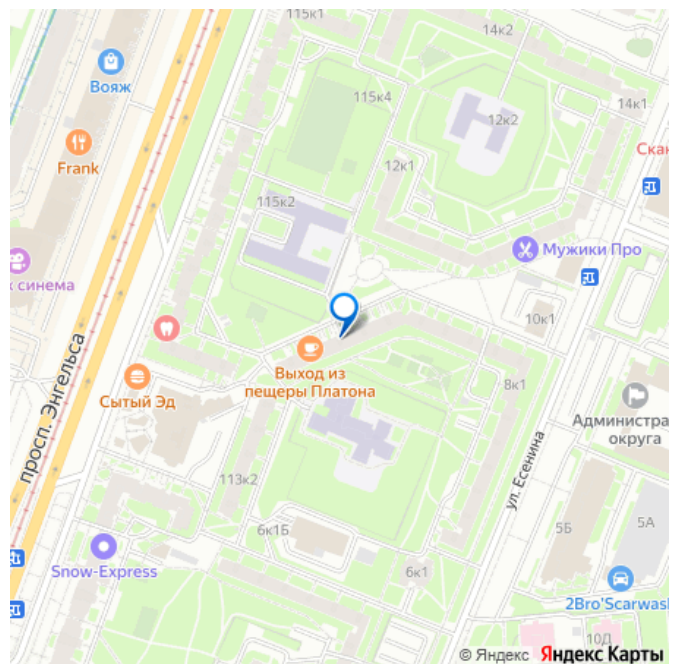 115к1
14к2
Вояж
115к4
14к1
12к2
Frank
Скан
12к1
115к2
Мужики Про
к синема
10к1
Выход из
пещеры Платона
Сытый Эд
8к1
Администра
округа
просп. Энгельса
ул. Есенина
113к2
6к1Б
5Б
5А
Snow-Express
6к1
2Bro'Scarwash
10Д
© Яндекс Яндекс Карты